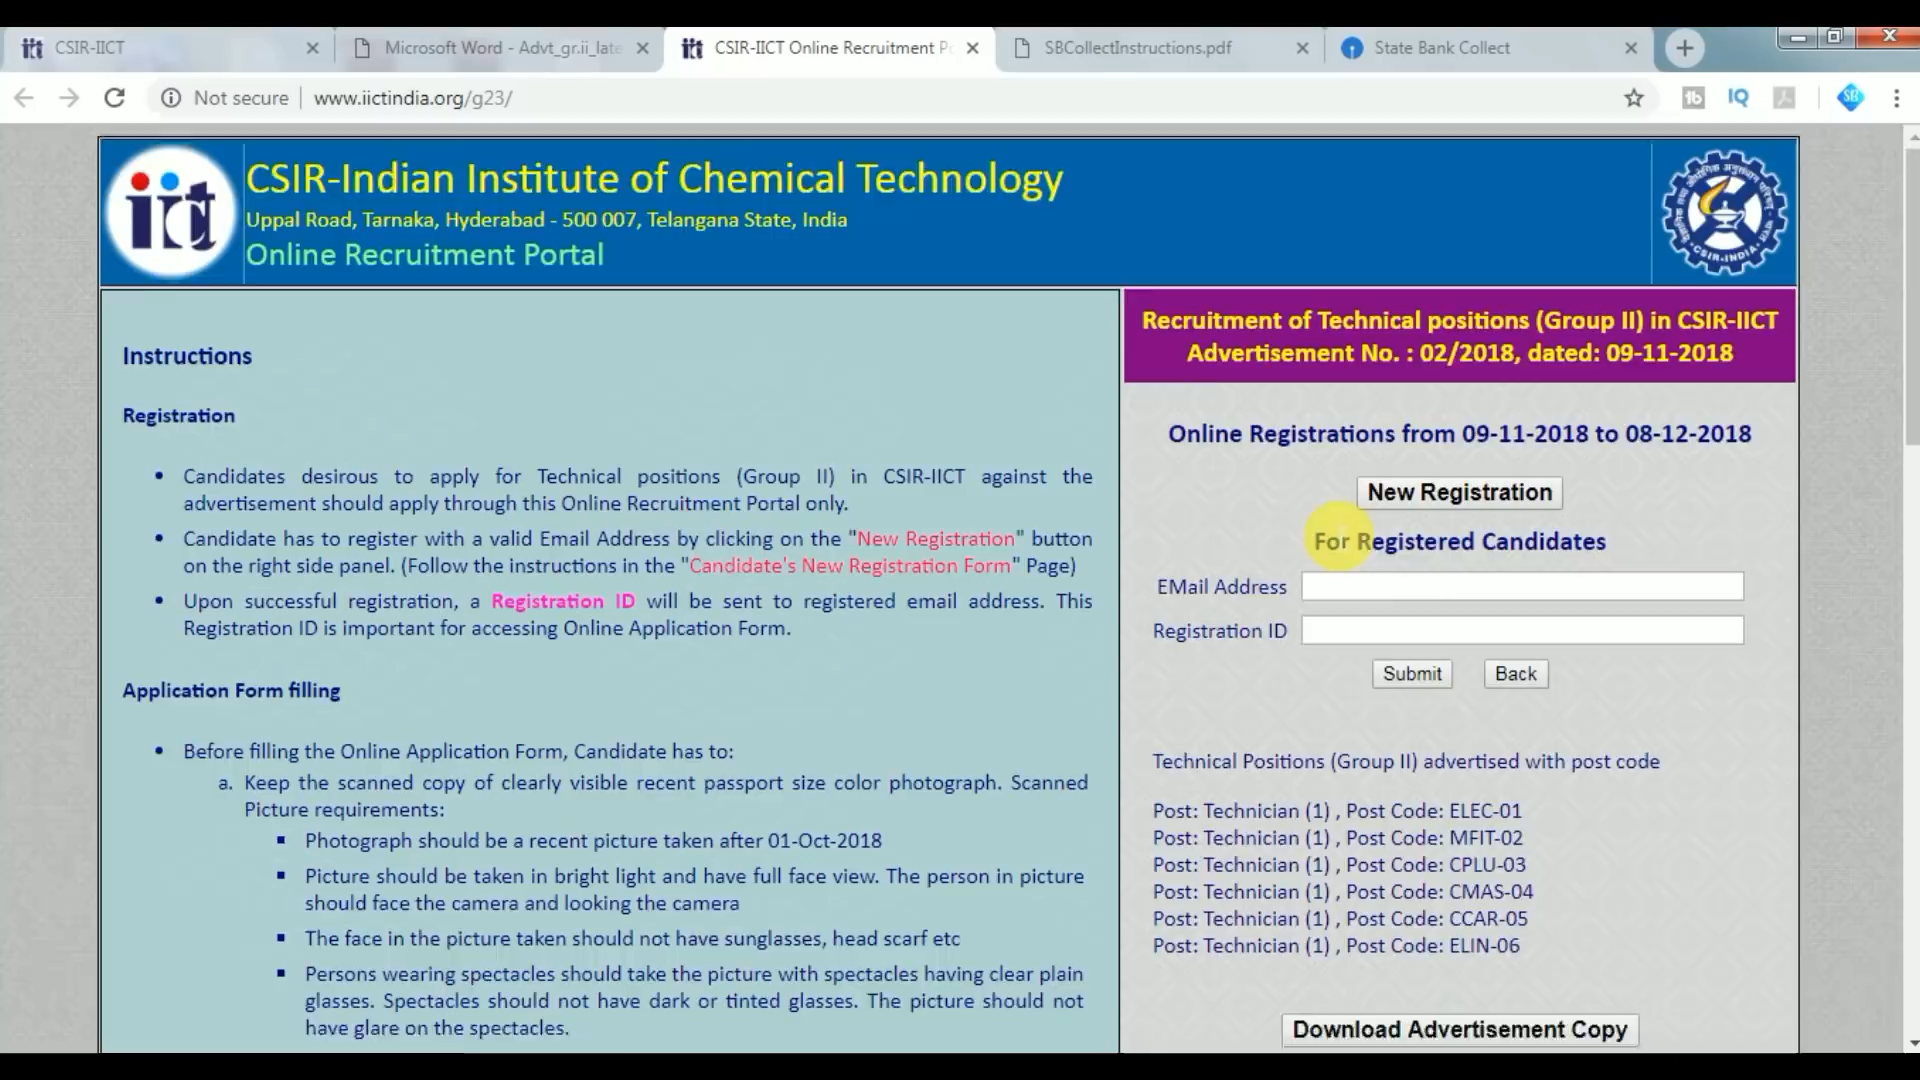 CSIR-IICT
Microsoft Word - Advt_gr.ii_late
CSIR-IICT Online Recruitment P
SBCollectInstructions.pdf
State Bank Collect
Not secure
www.iictindia.org/g23/
CSIR-Indian Institute of Chemical Technology
Uppal Road, Tarnaka, Hyderabad - 500 007, Telangana State, India
Online Recruitment Portal
Instructions
Registration
• Candidates desirous to apply for Technical positions (Group II) in CSIR-IICT against the
advertisement should apply through this Online Recruitment Portal only.
• Candidate has to register with a valid Email Address by clicking on the "New Registration" button
on the right side panel. (Follow the instructions in the "Candidate's New Registration Form" Page)
• Upon successful registration, a Registration ID will be sent to registered email address. This
Registration ID is important for accessing Online Application Form.
Application Form filling
• Before filling the Online Application Form, Candidate has to:
a. Keep the scanned copy of clearly visible recent passport size color photograph. Scanned
Picture requirements:
▪ Photograph should be a recent picture taken after 01-Oct-2018
▪ Picture should be taken in bright light and have full face view. The person in picture
should face the camera and looking the camera
▪ The face in the picture taken should not have sunglasses, head scarf etc
▪ Persons wearing spectacles should take the picture with spectacles having clear plain
glasses. Spectacles should not have dark or tinted glasses. The picture should not
have glare on the spectacles.
Recruitment of Technical positions (Group II) in CSIR-IICT
Advertisement No. : 02/2018, dated: 09-11-2018
Online Registrations from 09-11-2018 to 08-12-2018
New Registration
For Registered Candidates
EMail Address
Registration ID
Submit Back
Technical Positions (Group II) advertised with post code
Post: Technician (1) , Post Code: ELEC-01
Post: Technician (1) , Post Code: MFIT-02
Post: Technician (1) , Post Code: CPLU-03
Post: Technician (1) , Post Code: CMAS-04
Post: Technician (1) , Post Code: CCAR-05
Post: Technician (1) , Post Code: ELIN-06
Download Advertisement Copy